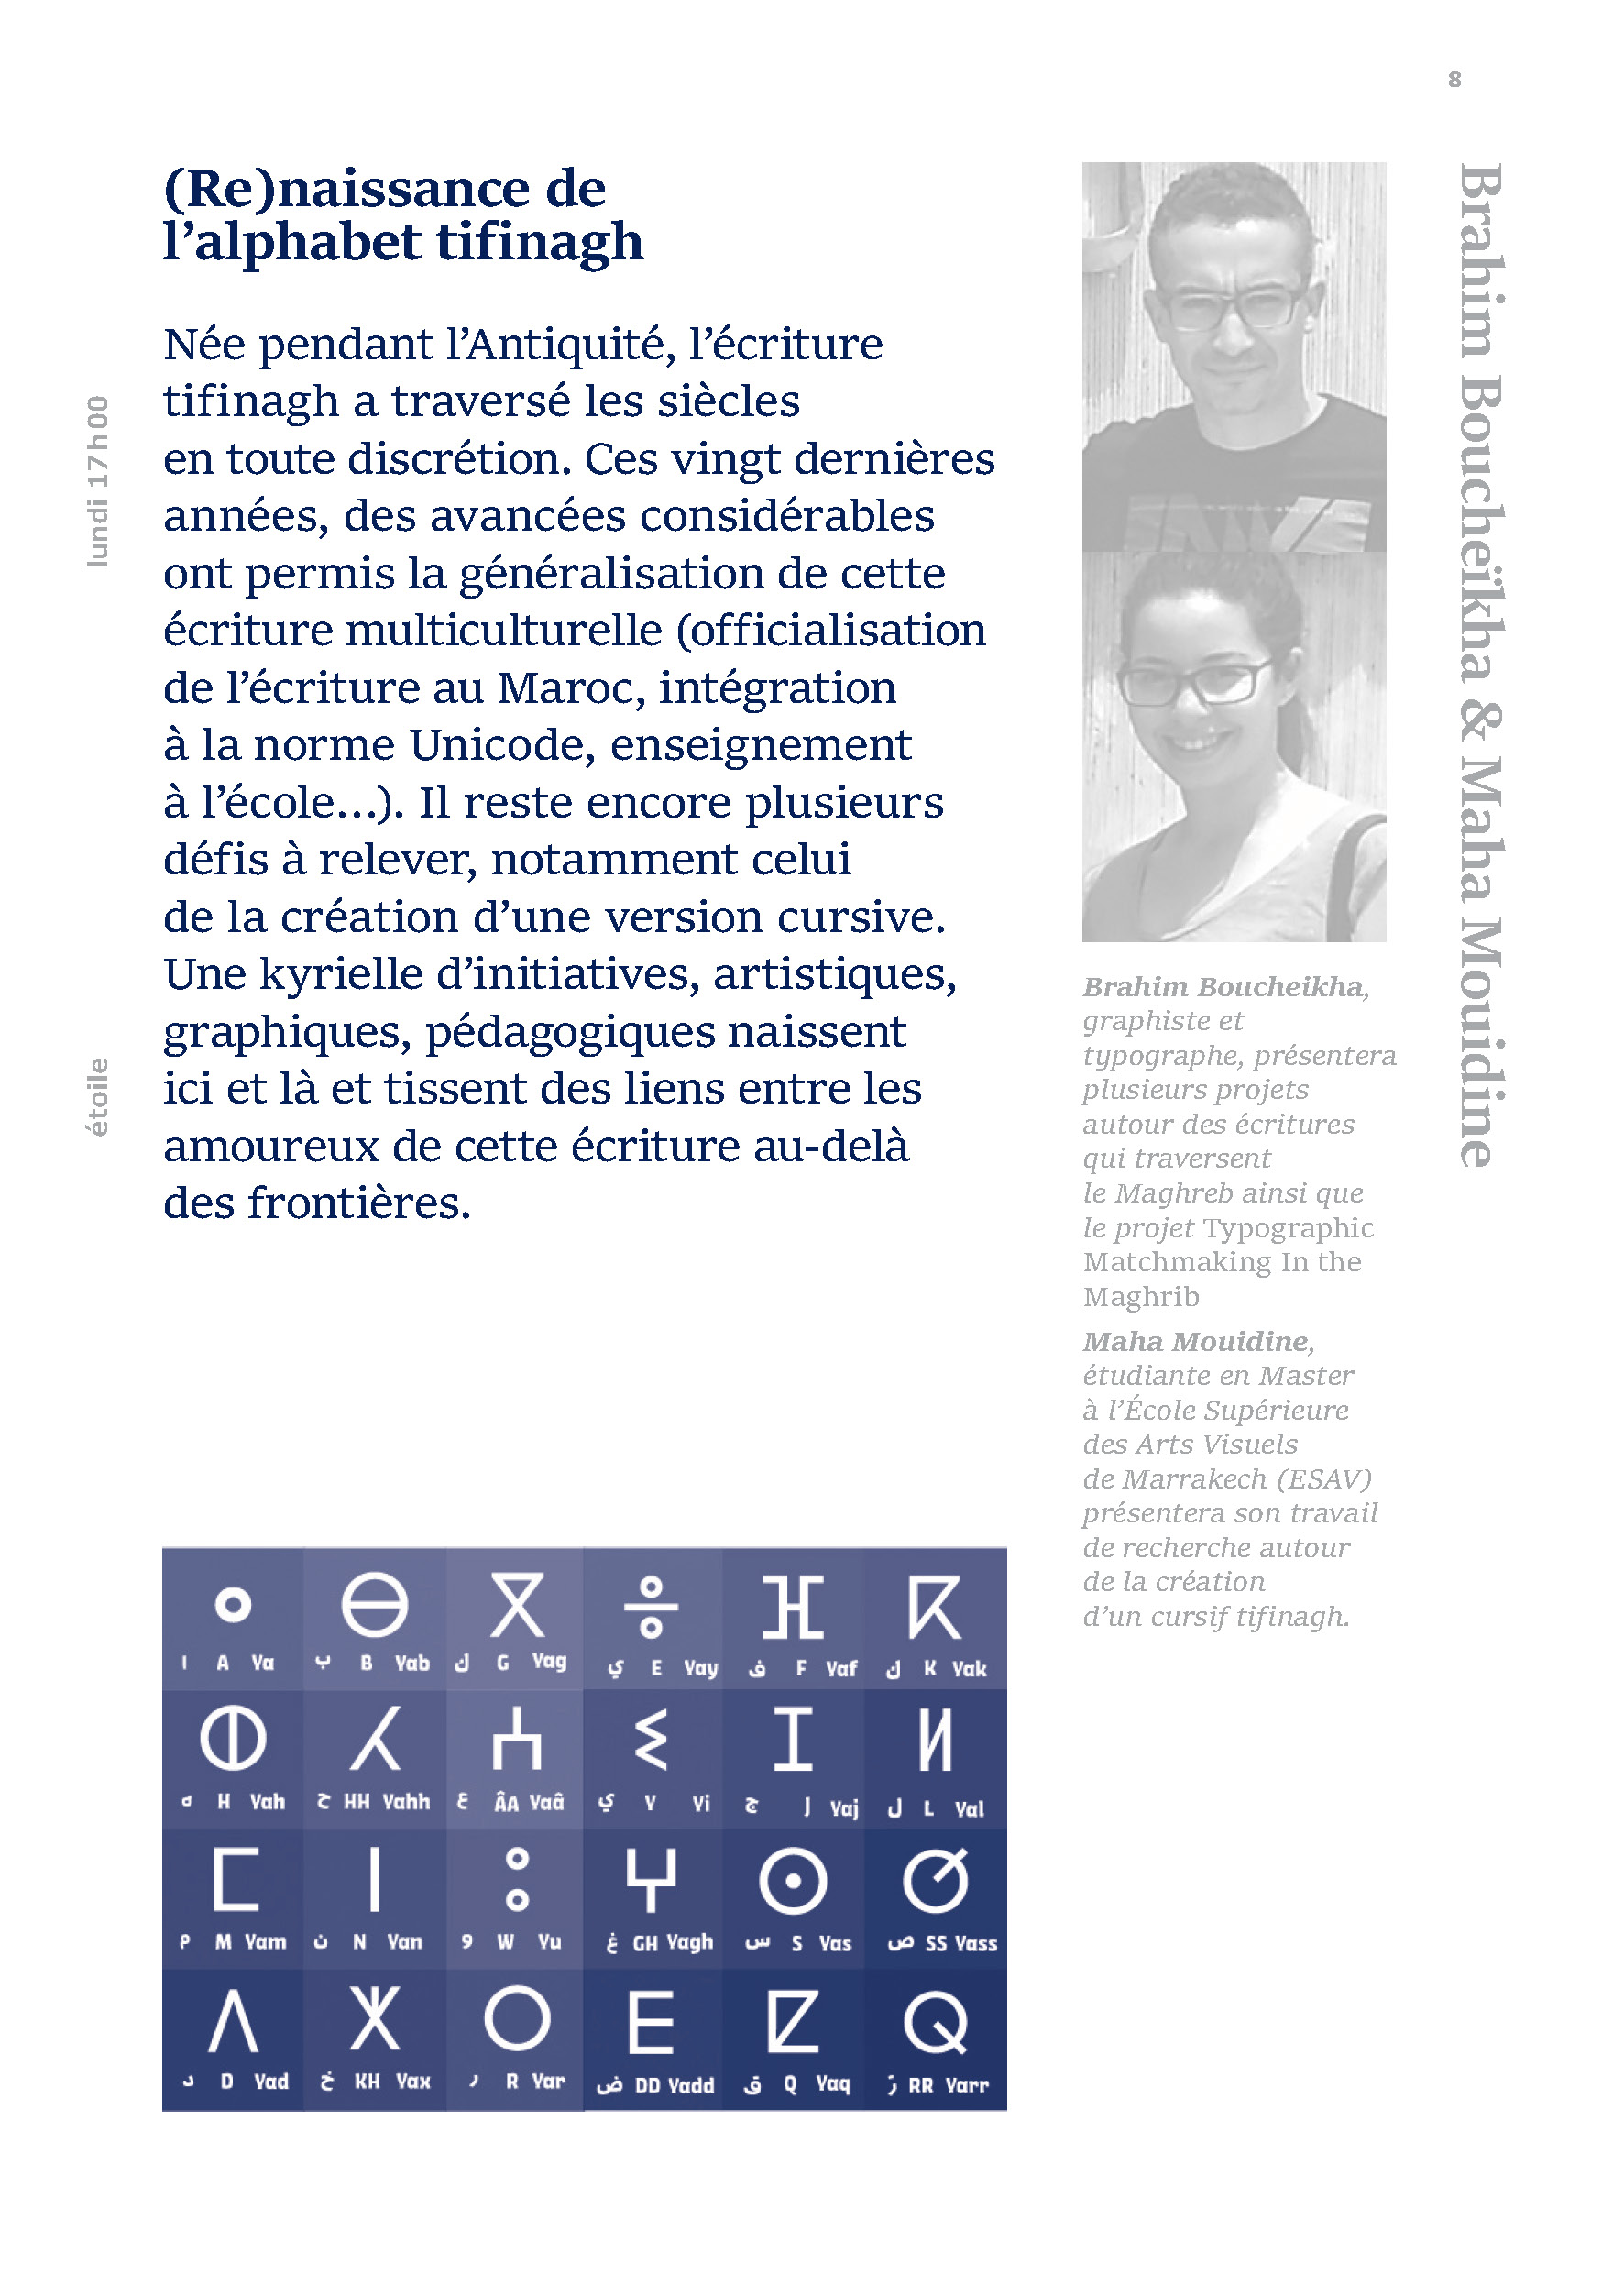 8
(Re)naissance de
l’alphabet tifinagh
Née pendant l’Antiquité, l’écriture
tifinagh a traversé les siècles
en toute discrétion. Ces vingt dernières
années, des avancées considérables
ont permis la généralisation de cette
écriture multiculturelle (officialisation
de l’écriture au Maroc, intégration
à la norme Unicode, enseignement
à l’école…). Il reste encore plusieurs
défis à relever, notamment celui
de la création d’une version cursive.
Une kyrielle d’initiatives, artistiques,
graphiques, pédagogiques naissent
ici et là et tissent des liens entre les
amoureux de cette écriture au-delà
des frontières.
lundi 17h00
étoile
Brahim Boucheïkha & Maha Mouidine
Brahim Boucheikha,
graphiste et
typographe, présentera
plusieurs projets
autour des écritures
qui traversent
le Maghreb ainsi que
le projet Typographic
Matchmaking In the
Maghrib
Maha Mouidine,
étudiante en Master
à l’École Supérieure
des Arts Visuels
de Marrakech (ESAV)
présentera son travail
de recherche autour
de la création
d’un cursif tifinagh.
ⴰ ⴱ ⴳ ⴻ ⴼ ⴽ
ا A Ya ب B Yab ك G Yag ي E Yay ف F Yaf ك K Yak
ⵀ ⵃ ⵄ ⵉ ⵊ ⵍ
ه H Yah ح HH Yahh ع ÂA Yaâ ي Y Yi ج J Yaj ل L Yal
ⵎ ⵏ ⵓ ⵖ ⵙ ⵚ
م M Yam ن N Yan و W Yu غ GH Yagh س S Yas ص SS Yass
ⴷ ⵅ ⵔ ⴹ ⵇ ⵕ
د D Yad خ KH Yax ر R Yar ض DD Yadd ق Q Yaq رّ RR Yarr